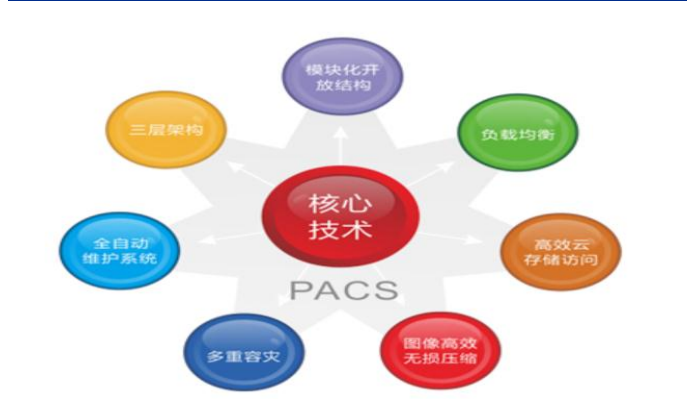 模块化开
放结构
三层架构
负载均衡
核心
技术
全自动
维护系统
高效云
存储访问
PACS
多重容灾
图像高效
无损压缩